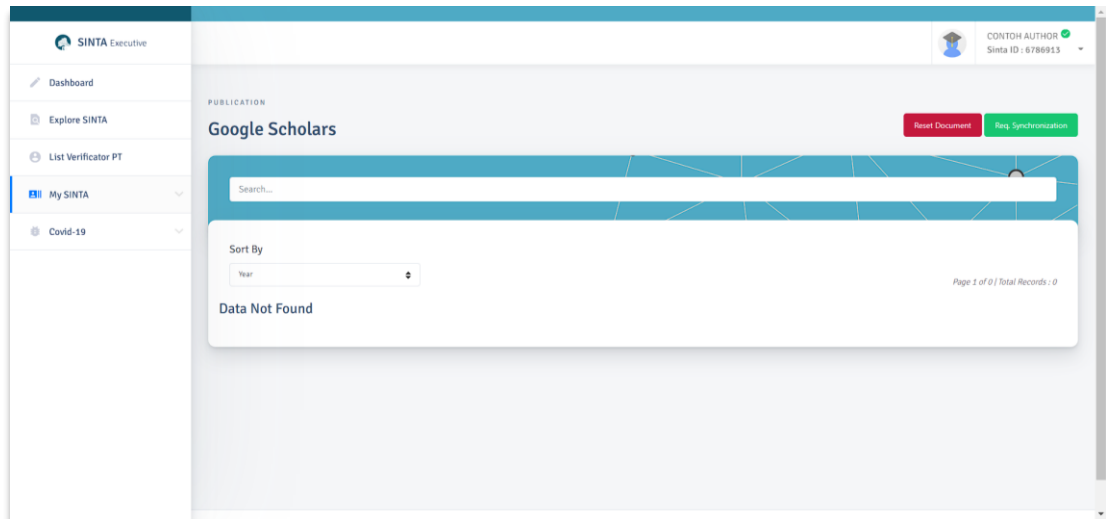 SINTA Executive
CONTOH AUTHOR
Sinta ID : 6786913
Dashboard
Explore SINTA
List Verificator PT
My SINTA
Covid-19
PUBLICATION
Google Scholars
Reset Document
Req. Synchronization
Search...
Sort By
Year
Page 1 of 0 | Total Records : 0
Data Not Found